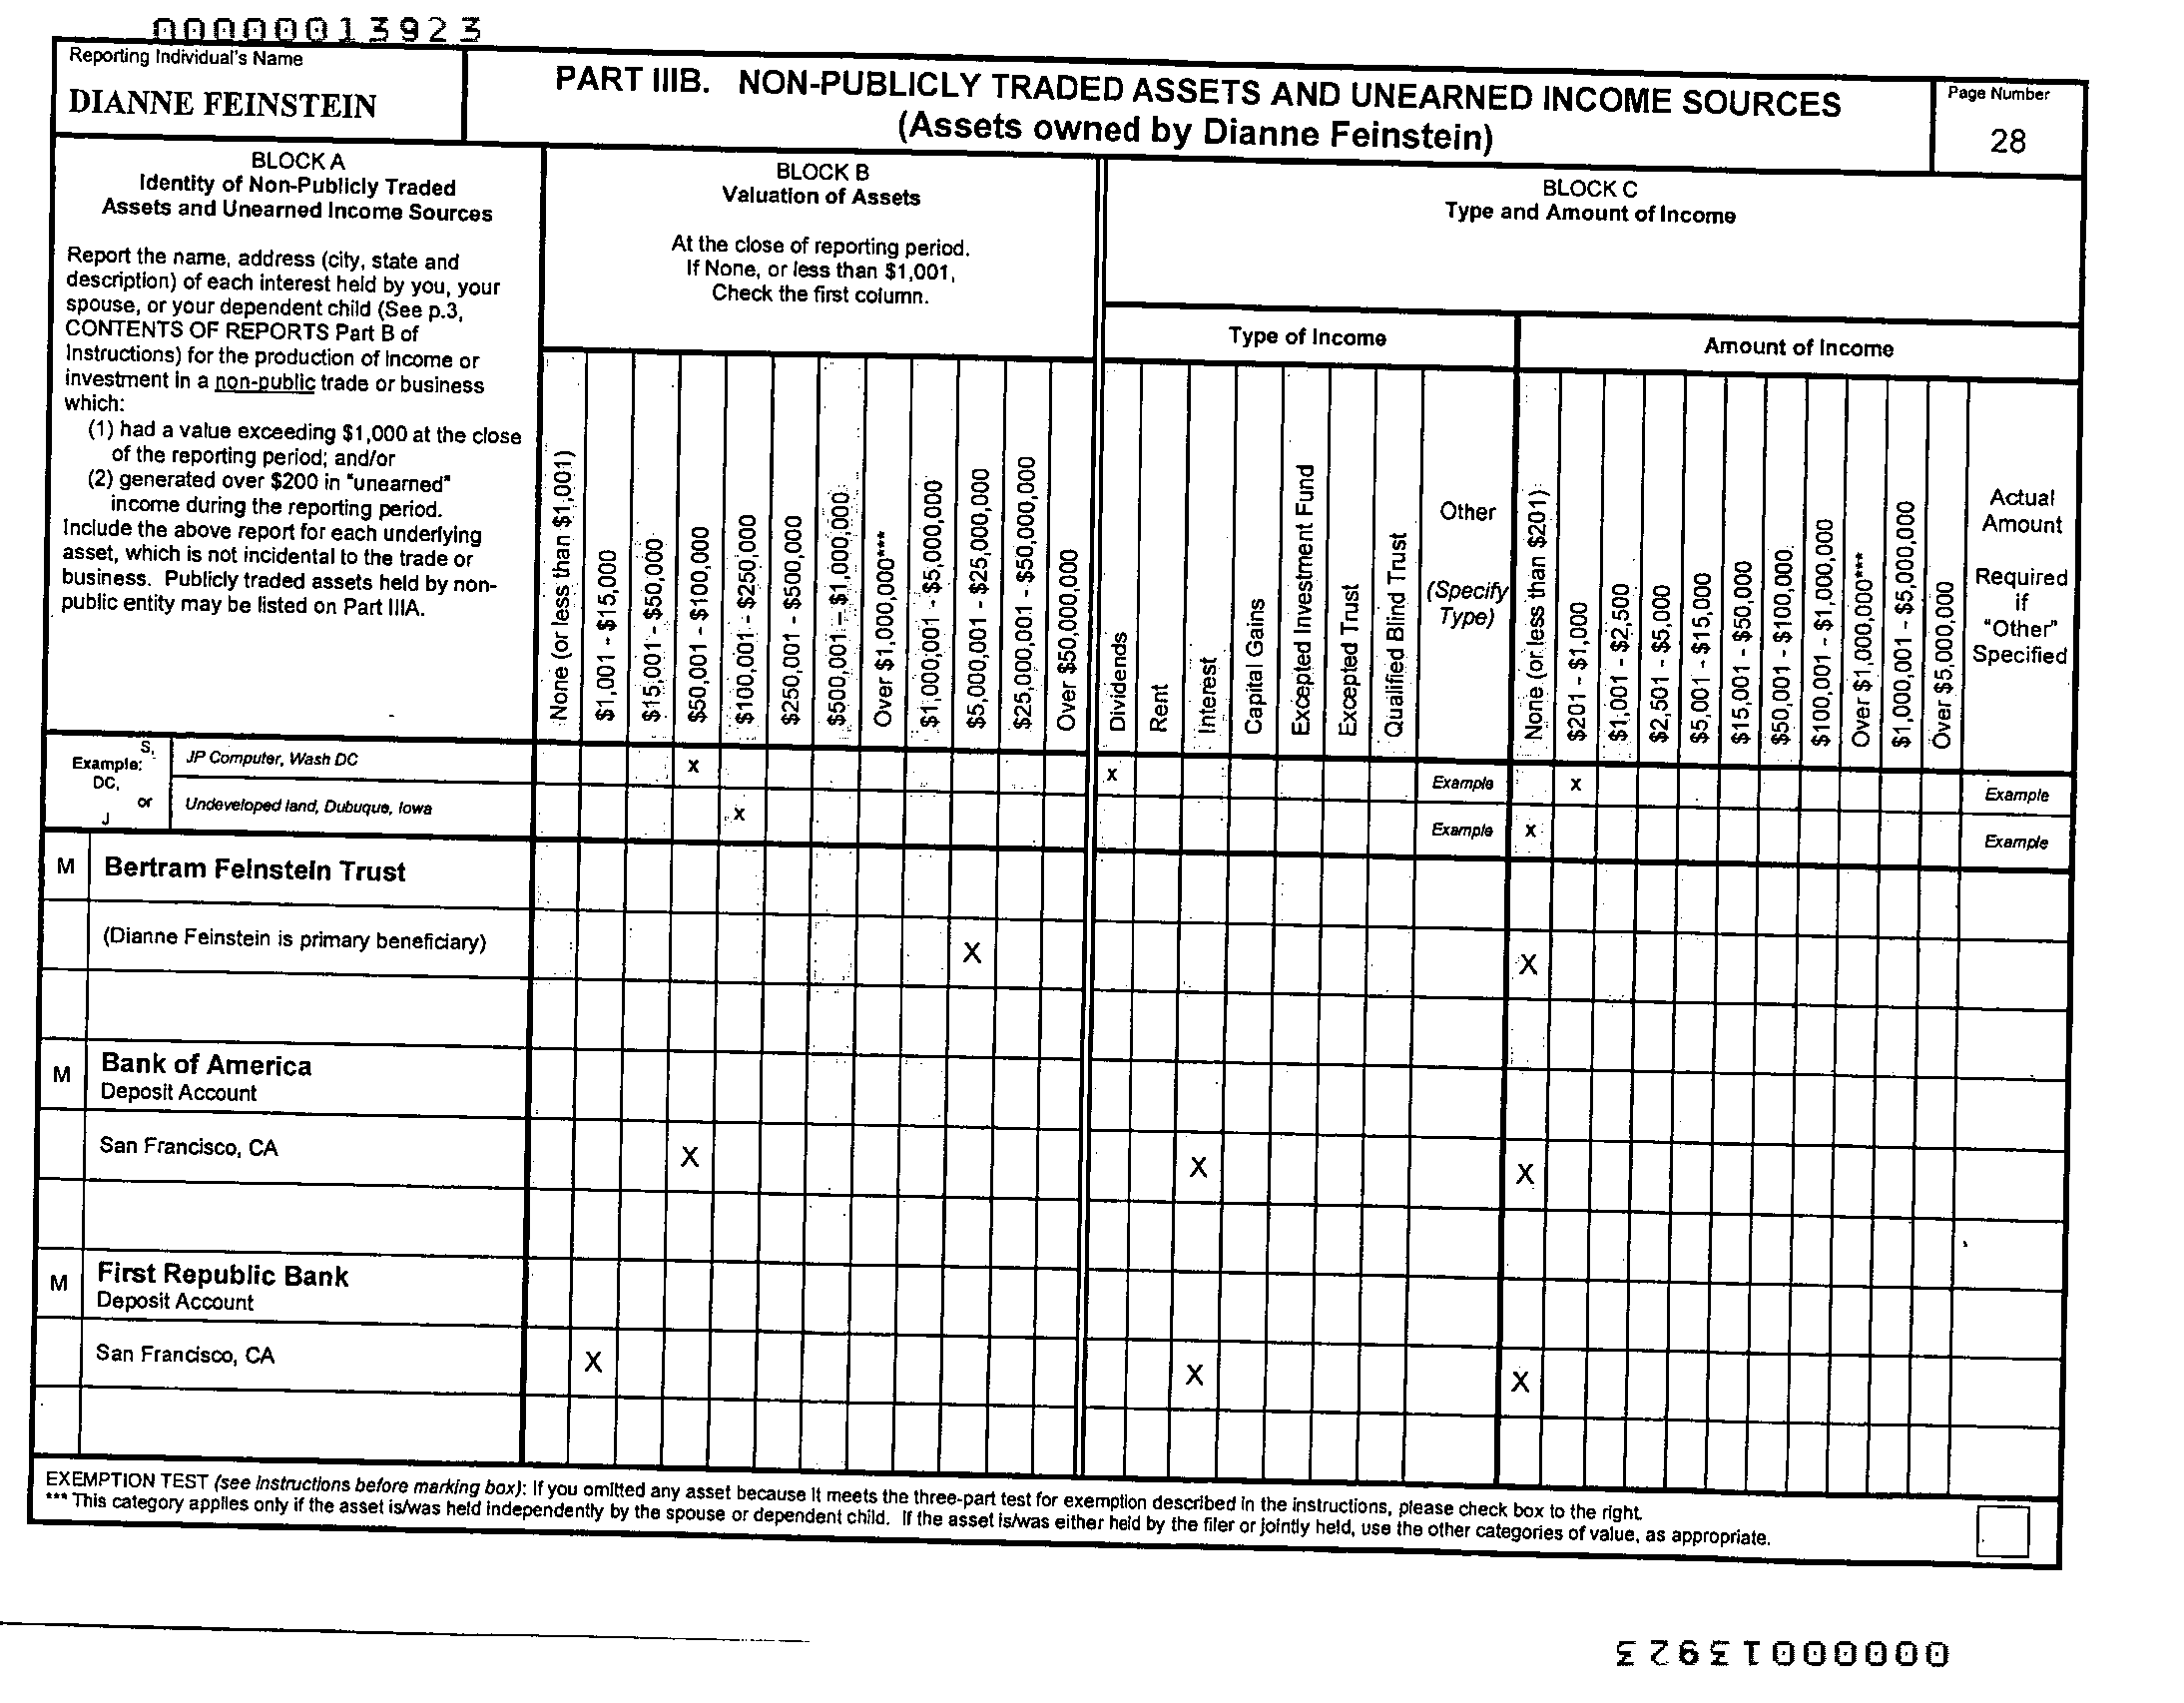 00000013923
Reporting Individual's Name
DIANNE FEINSTEIN
PART IIIB. NON-PUBLICLY TRADED ASSETS AND UNEARNED INCOME SOURCES
(Assets owned by Dianne Feinstein)
Page Number
28
BLOCK A
Identity of Non-Publicly Traded
Assets and Unearned Income Sources
Report the name, address (city, state and
description) of each interest held by you, your
spouse, or your dependent child (See p.3,
CONTENTS OF REPORTS Part B of
Instructions) for the production of Income or
investment in a non-public trade or business
which:
(1) had a value exceeding $1,000 at the close
of the reporting period; and/or
(2) generated over $200 in "unearned"
income during the reporting period.
Include the above report for each underlying
asset, which is not incidental to the trade or
business. Publicly traded assets held by non-
public entity may be listed on Part IIIA.
BLOCK B
Valuation of Assets
At the close of reporting period.
If None, or less than $1,001,
Check the first column.
None (or less than $1,001)
$1,001 - $15,000
$15,001 - $50,000
$50,001 - $100,000
$100,001 - $250,000
$250,001 - $500,000
$500,001 - $1,000,000
Over $1,000,000***
$1,000,001 - $5,000,000
$5,000,001 - $25,000,000
$25,000,001 - $50,000,000
Over $50,000,000
BLOCK C
Type and Amount of Income
Type of Income
Dividends
Rent
Interest
Capital Gains
Excepted Investment Fund
Excepted Trust
Qualified Blind Trust
Other
(Specify
Type)
Amount of Income
None (or less than $201)
$201 - $1,000
$1,001 - $2,500
$2,501 - $5,000
$5,001 - $15,000
$15,001 - $50,000
$50,001 - $100,000
$100,001 - $1,000,000
Over $1,000,000***
$1,000,001 - $5,000,000
Over $5,000,000
Actual
Amount
Required
if
"Other"
Specified
Example:
S,
DC,
or
J
JP Computer, Wash DC x x Example x Example
Undeveloped land, Dubuque, Iowa x Example x Example
M Bertram Feinstein Trust
(Dianne Feinstein is primary beneficiary) X X
M Bank of America
Deposit Account
San Francisco, CA X X X
M First Republic Bank
Deposit Account
San Francisco, CA X X X
EXEMPTION TEST (see instructions before marking box): If you omitted any asset because it meets the three-part test for exemption described in the instructions, please check box to the right.
*** This category applies only if the asset is/was held independently by the spouse or dependent child. If the asset is/was either held by the filer or jointly held, use the other categories of value, as appropriate.
00000013923